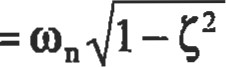 = ωₙ√(1 − ζ²)